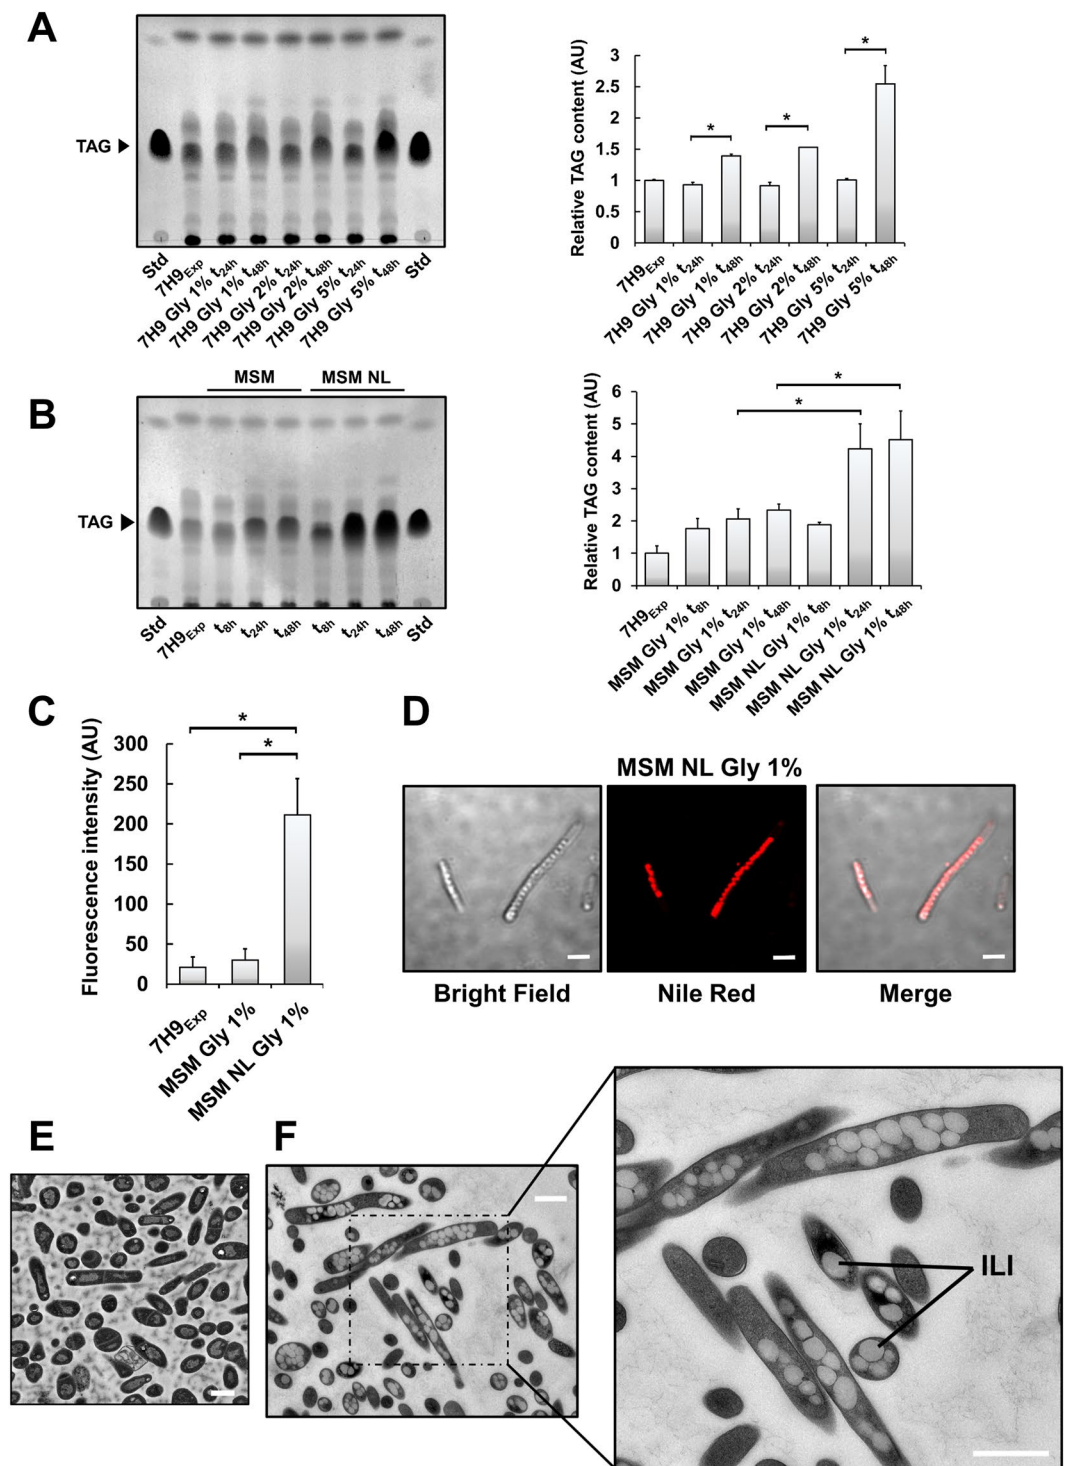 A
TAG
Std
7H9Exp
7H9 Gly 1% t24h
7H9 Gly 1% t48h
7H9 Gly 2% t24h
7H9 Gly 2% t48h
7H9 Gly 5% t24h
7H9 Gly 5% t48h
Std
Relative TAG content (AU)
3
2.5
2
1.5
1
0.5
0
*
*
*
7H9Exp
7H9 Gly 1% t24h
7H9 Gly 1% t48h
7H9 Gly 2% t24h
7H9 Gly 2% t48h
7H9 Gly 5% t24h
7H9 Gly 5% t48h
B
MSM
MSM NL
TAG
Std
7H9Exp
t8h
t24h
t48h
t8h
t24h
t48h
Std
Relative TAG content (AU)
6
5
4
3
2
1
0
*
*
7H9Exp
MSM Gly 1% t8h
MSM Gly 1% t24h
MSM Gly 1% t48h
MSM NL Gly 1% t8h
MSM NL Gly 1% t24h
MSM NL Gly 1% t48h
C
Fluorescence intensity (AU)
300
250
200
150
100
50
0
*
*
7H9Exp
MSM Gly 1%
MSM NL Gly 1%
D
MSM NL Gly 1%
Bright Field
Nile Red
Merge
E
F
ILI